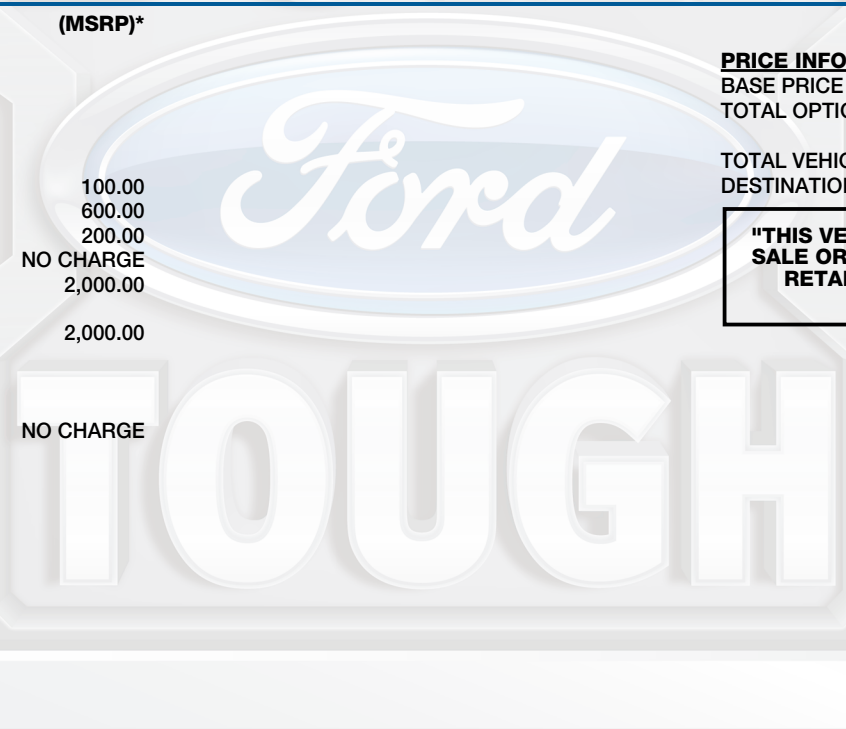 (MSRP)*
100.00
600.00
200.00
NO CHARGE
2,000.00
2,000.00
NO CHARGE
PRICE INFO
BASE PRICE
TOTAL OPTIO
TOTAL VEHIC
DESTINATION
"THIS VE
SALE OR
RETAI
Ford
TOUGH